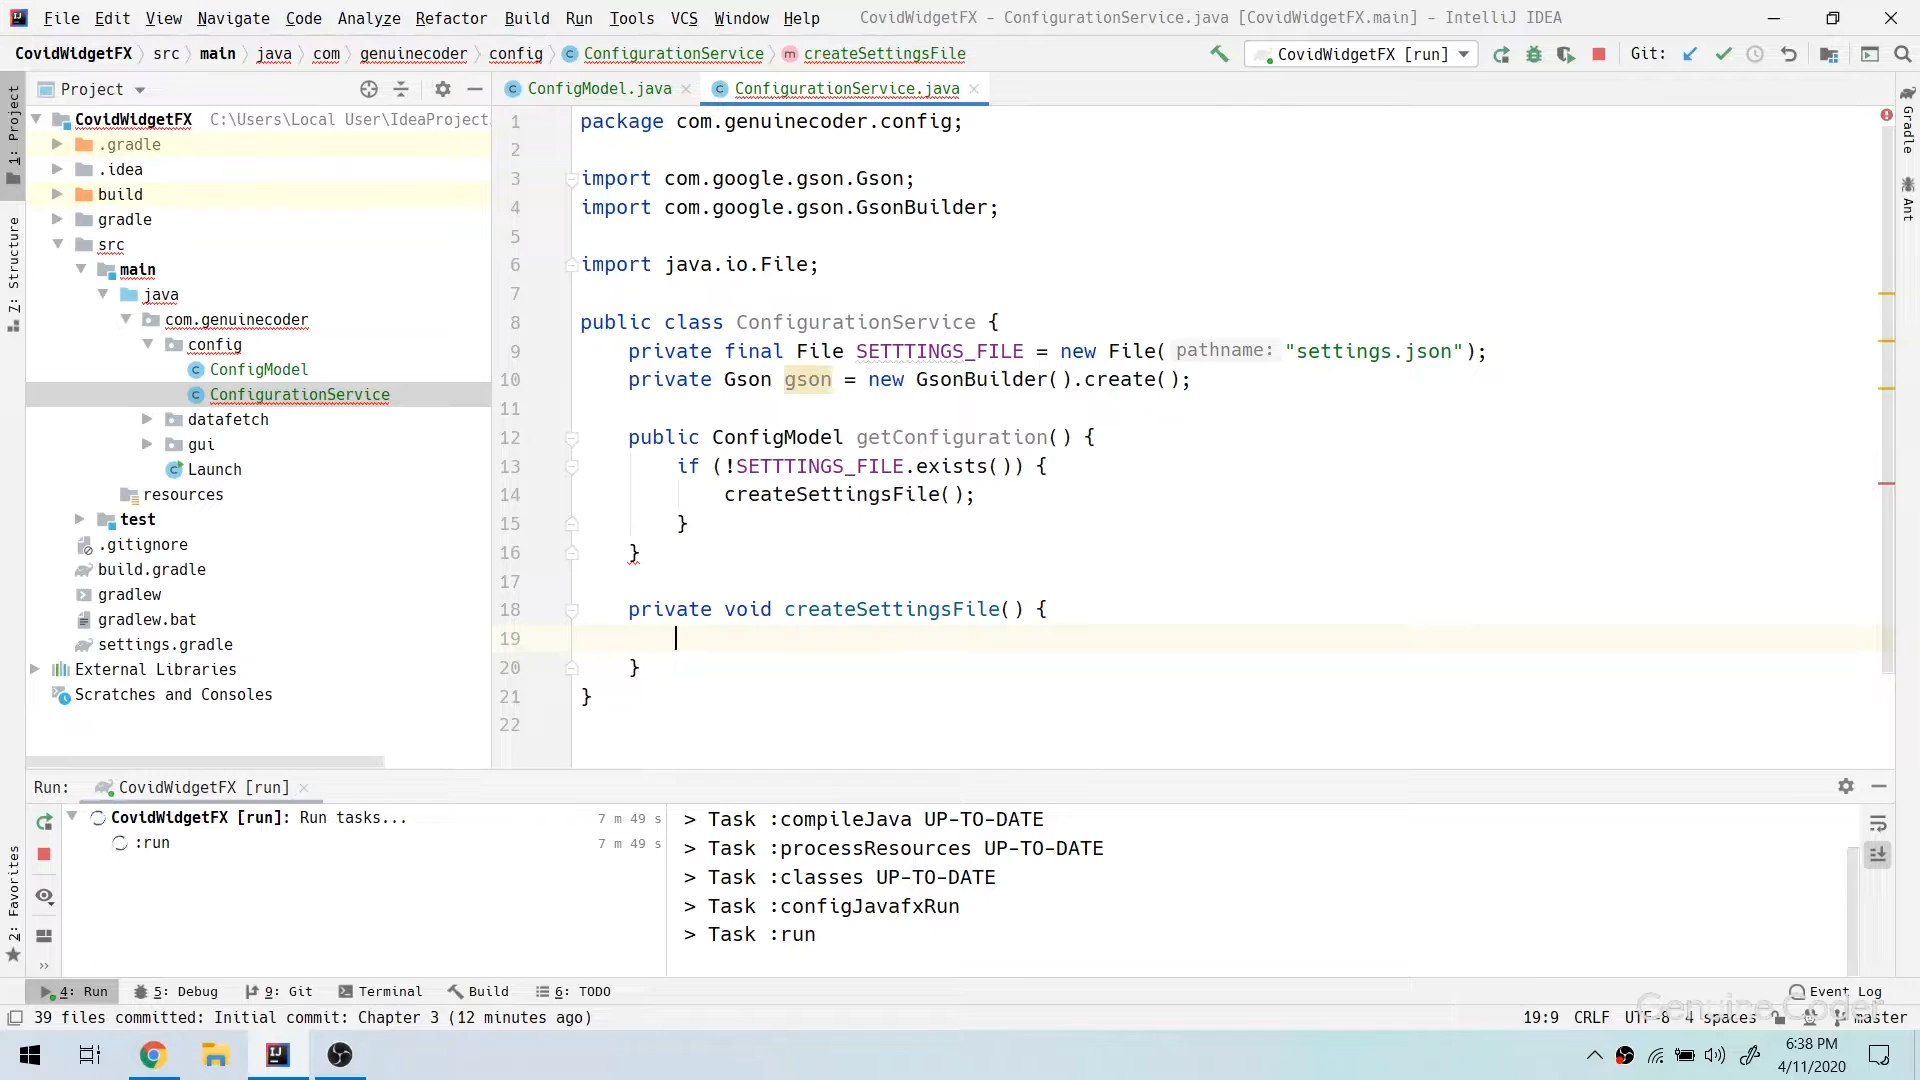 File Edit View Navigate Code Analyze Refactor Build Run Tools VCS Window Help CovidWidgetFX - ConfigurationService.java [CovidWidgetFX.main] - IntelliJ IDEA
CovidWidgetFX src main java com genuinecoder config ConfigurationService createSettingsFile CovidWidgetFX [run] Git:
Project
ConfigModel.java
ConfigurationService.java
1: Project
7: Structure
2: Favorites
Gradle
Ant
CovidWidgetFX C:\Users\Local User\IdeaProject
.gradle
.idea
build
gradle
src
main
java
com.genuinecoder
config
ConfigModel
ConfigurationService
datafetch
gui
Launch
resources
test
.gitignore
build.gradle
gradlew
gradlew.bat
settings.gradle
External Libraries
Scratches and Consoles
1 package com.genuinecoder.config;
2
3 import com.google.gson.Gson;
4 import com.google.gson.GsonBuilder;
5
6 import java.io.File;
7
8 public class ConfigurationService {
9 private final File SETTTINGS_FILE = new File( pathname: "settings.json");
10 private Gson gson = new GsonBuilder().create();
11
12 public ConfigModel getConfiguration() {
13 if (!SETTTINGS_FILE.exists()) {
14 createSettingsFile();
15 }
16 }
17
18 private void createSettingsFile() {
19
20 }
21 }
22
Run: CovidWidgetFX [run]
CovidWidgetFX [run]: Run tasks... 7 m 49 s
:run 7 m 49 s
> Task :compileJava UP-TO-DATE
> Task :processResources UP-TO-DATE
> Task :classes UP-TO-DATE
> Task :configJavafxRun
> Task :run
4: Run 5: Debug 9: Git Terminal Build 6: TODO Event Log
Genuine Coder
39 files committed: Initial commit: Chapter 3 (12 minutes ago) 19:9 CRLF UTF-8 4 spaces master
6:38 PM
4/11/2020